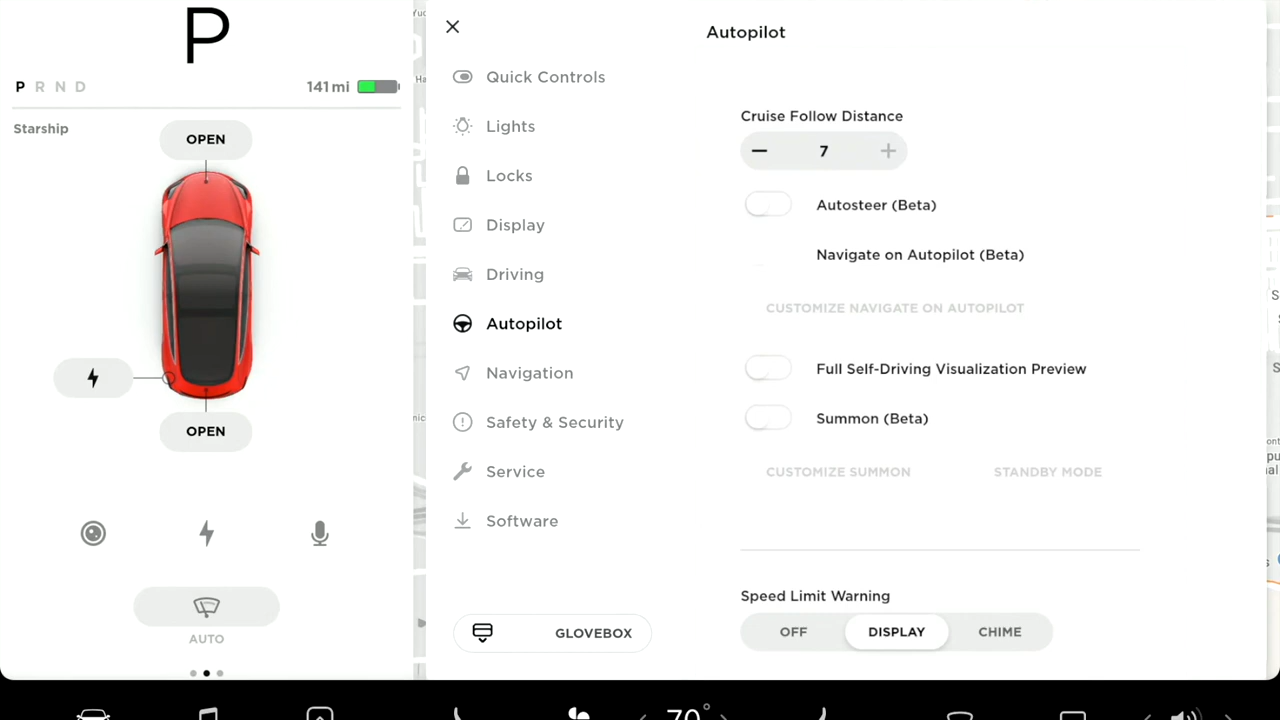 P
P R N D
141 mi
Starship
OPEN
OPEN
AUTO
Autopilot
Quick Controls
Lights
Locks
Display
Driving
Autopilot
Navigation
Safety & Security
Service
Software
GLOVEBOX
Cruise Follow Distance
− 7 +
Autosteer (Beta)
Navigate on Autopilot (Beta)
CUSTOMIZE NAVIGATE ON AUTOPILOT
Full Self-Driving Visualization Preview
Summon (Beta)
CUSTOMIZE SUMMON STANDBY MODE
Speed Limit Warning
OFF DISPLAY CHIME
70°